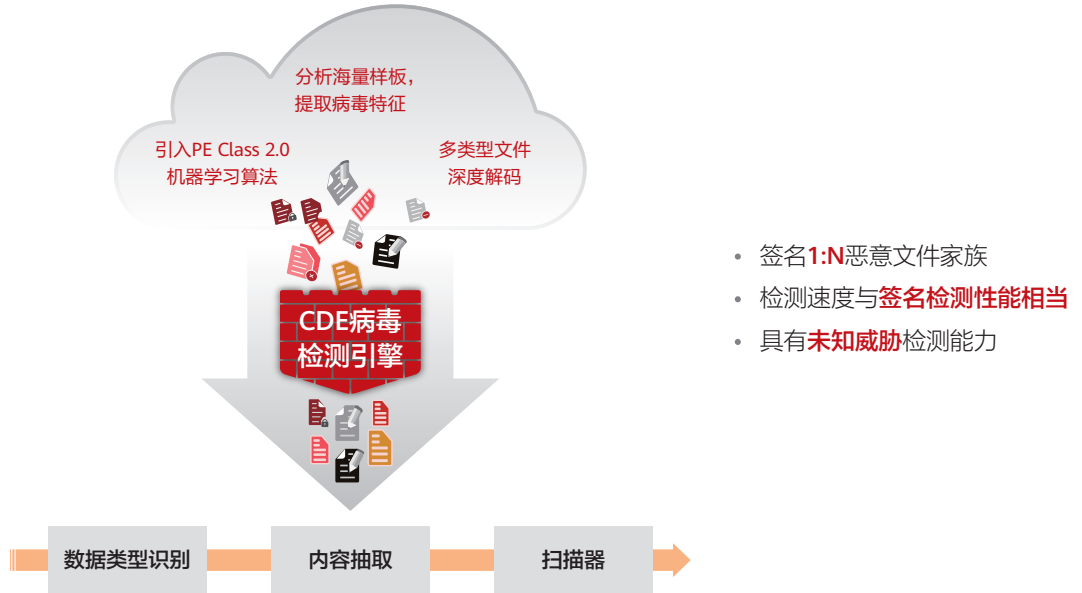 分析海量样板，
提取病毒特征
引入PE Class 2.0
机器学习算法
多类型文件
深度解码
CDE病毒
检测引擎
• 签名1:N恶意文件家族
• 检测速度与签名检测性能相当
• 具有未知威胁检测能力
数据类型识别
内容抽取
扫描器